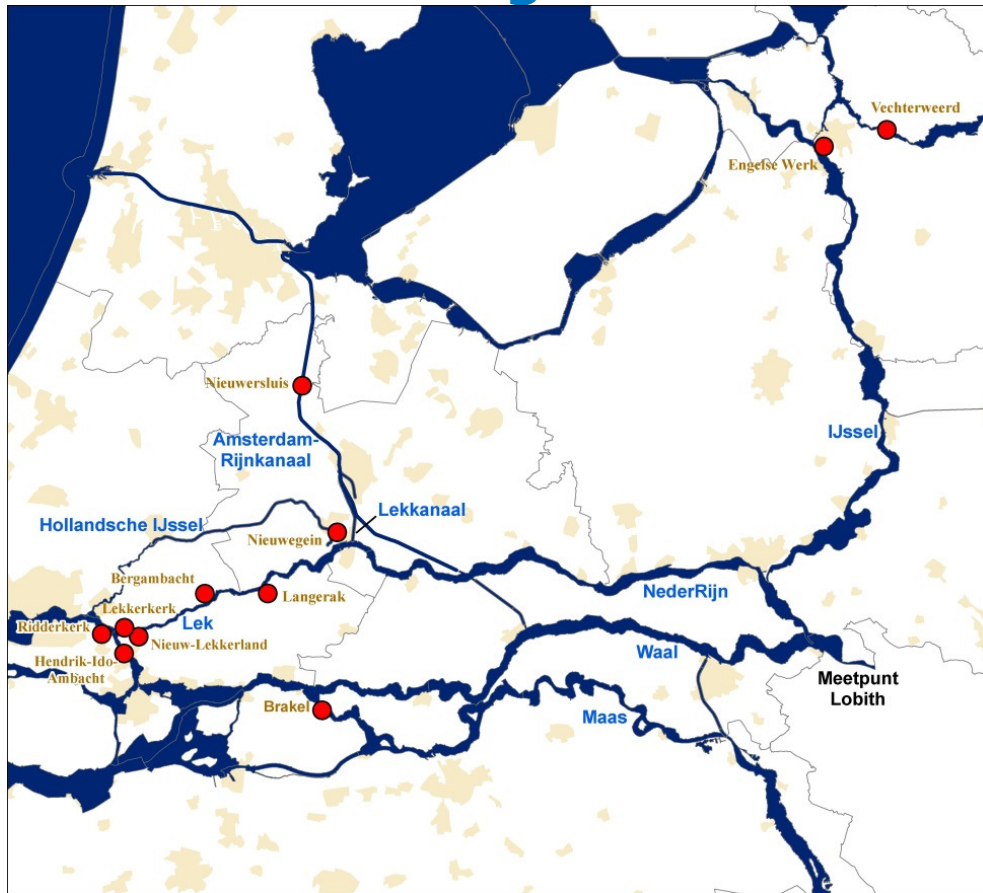 Vechterweerd
Engelse Werk
Nieuwersluis
Amsterdam-
Rijnkanaal
IJssel
Lekkanaal
Hollandsche IJssel
Nieuwegein
Bergambacht
Langerak
NederRijn
Lekkerkerk
Lek
Ridderkerk
Nieuw-Lekkerland
Waal
Hendrik-Ido-
Ambacht
Meetpunt
Lobith
Brakel
Maas